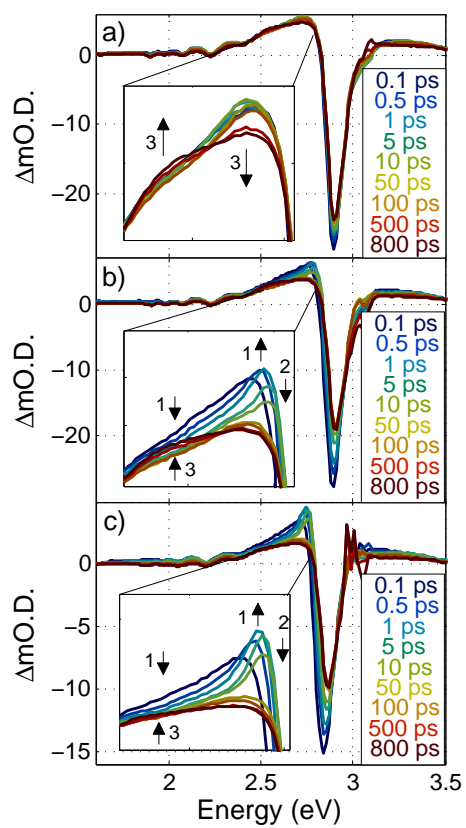 a)
0
−10
−20
ΔmO.D.
3
3
0.1 ps
0.5 ps
1 ps
5 ps
10 ps
50 ps
100 ps
500 ps
800 ps
b)
0
−10
−20
ΔmO.D.
1
1
2
3
0.1 ps
0.5 ps
1 ps
5 ps
10 ps
50 ps
100 ps
500 ps
800 ps
c)
0
−5
−10
−15
ΔmO.D.
1
1
2
3
0.1 ps
0.5 ps
1 ps
5 ps
10 ps
50 ps
100 ps
500 ps
800 ps
2
2.5
3
3.5
Energy (eV)